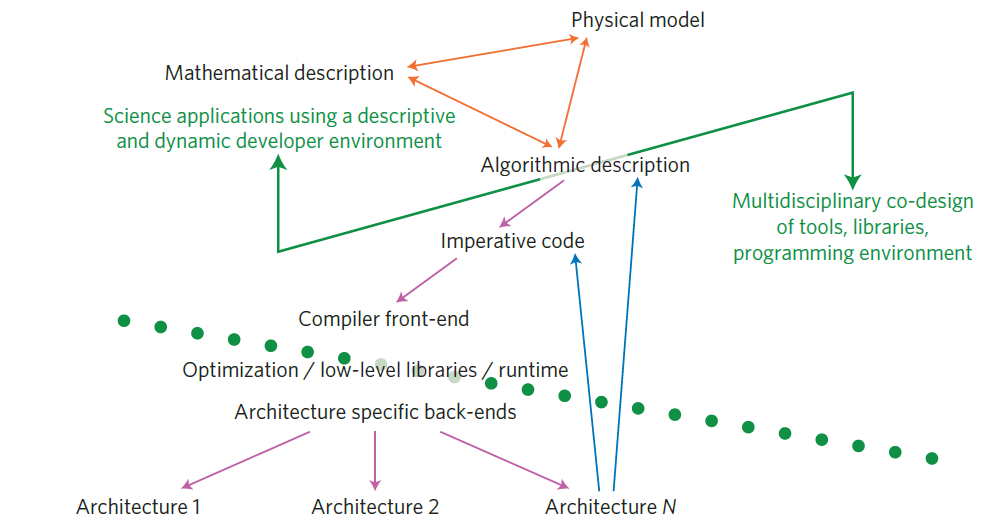 Physical model
Mathematical description
Science applications using a descriptive
and dynamic developer environment
Algorithmic description
Multidisciplinary co-design
of tools, libraries,
programming environment
Imperative code
Compiler front-end
Optimization / low-level libraries / runtime
Architecture specific back-ends
Architecture 1
Architecture 2
Architecture N